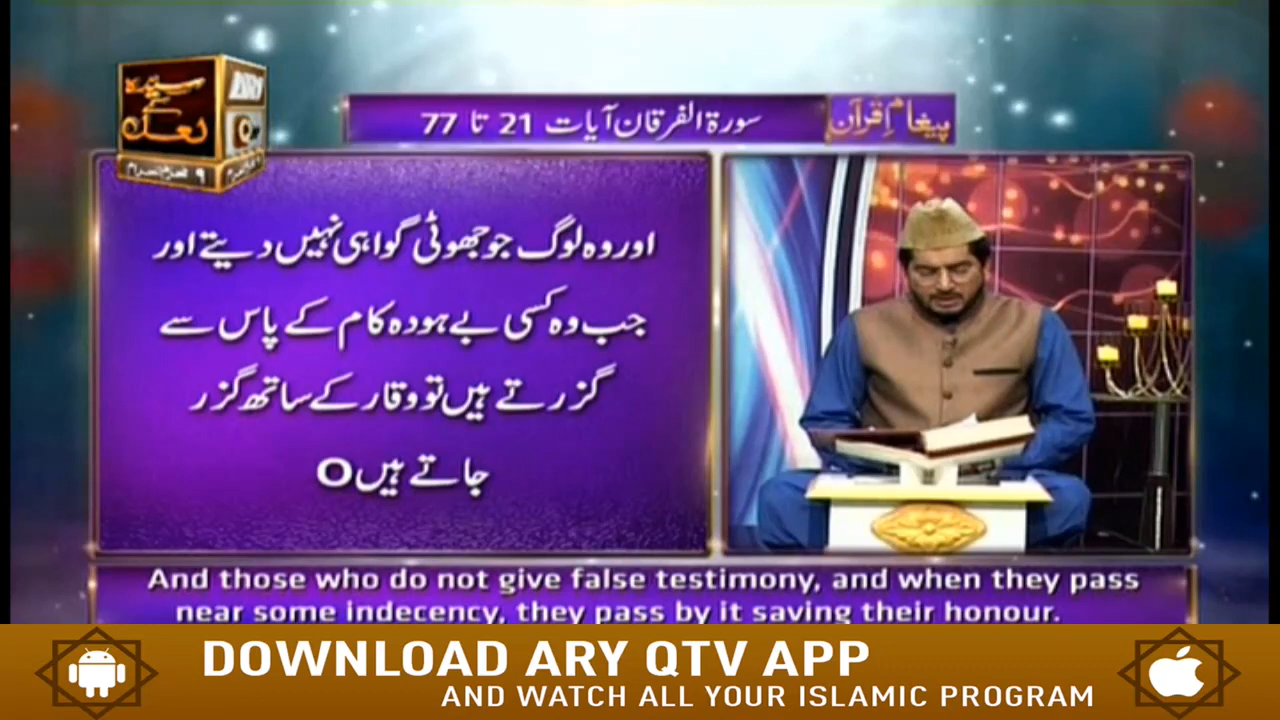 ARY
Q
پیغامِ قرآن
سورۃ الفرقان آیات 21 تا 77
اور وہ لوگ جو جھوٹی گواہی نہیں دیتے اور
جب وہ کسی بے ہودہ کام کے پاس سے
گزرتے ہیں تو وقار کے ساتھ گزر
جاتے ہیں O
And those who do not give false testimony, and when they pass
near some indecency, they pass by it saving their honour.
DOWNLOAD ARY QTV APP
AND WATCH ALL YOUR ISLAMIC PROGRAM